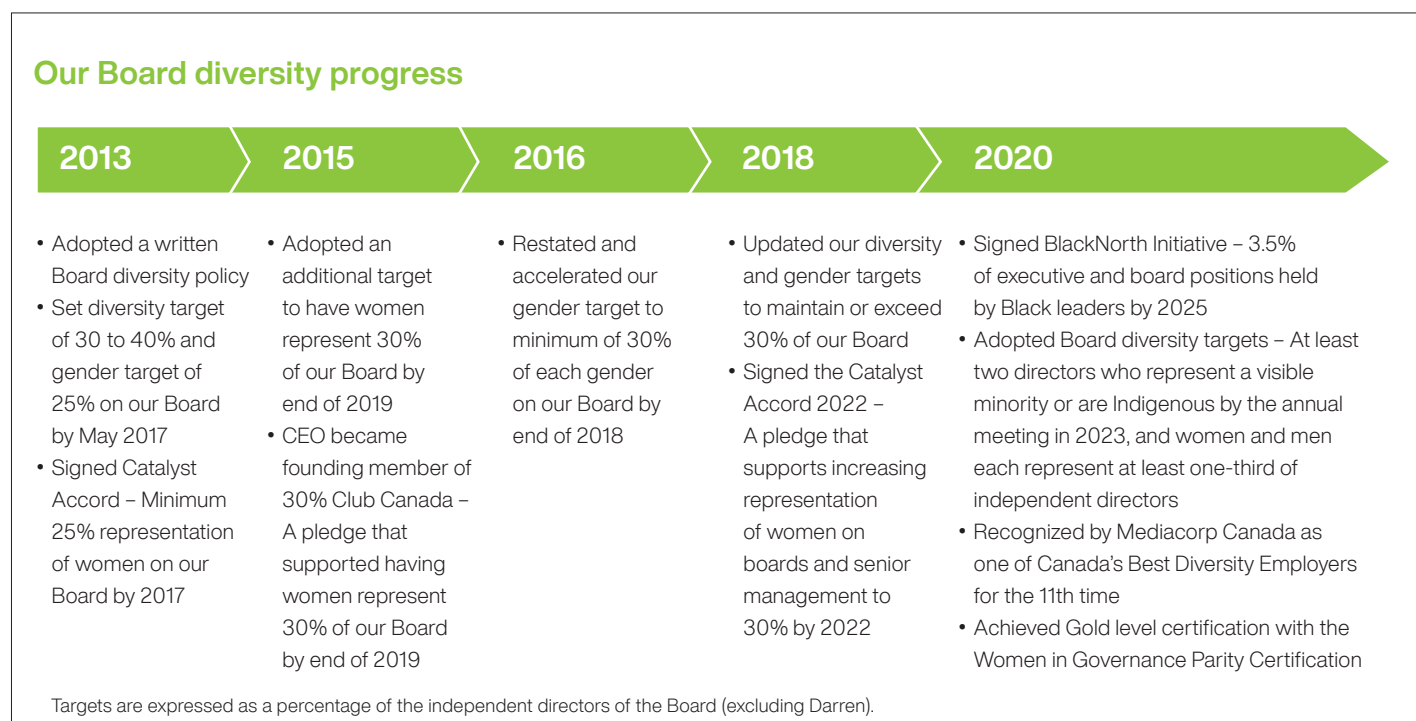 Our Board diversity progress
2013
2015
2016
2018
2020
• Adopted a written
Board diversity policy
• Set diversity target
of 30 to 40% and
gender target of
25% on our Board
by May 2017
• Signed Catalyst
Accord – Minimum
25% representation
of women on our
Board by 2017
• Adopted an
additional target
to have women
represent 30%
of our Board by
end of 2019
• CEO became
founding member of
30% Club Canada –
A pledge that
supported having
women represent
30% of our Board
by end of 2019
• Restated and
accelerated our
gender target to
minimum of 30%
of each gender
on our Board by
end of 2018
• Updated our diversity
and gender targets
to maintain or exceed
30% of our Board
• Signed the Catalyst
Accord 2022 –
A pledge that
supports increasing
representation
of women on
boards and senior
management to
30% by 2022
• Signed BlackNorth Initiative – 3.5%
of executive and board positions held
by Black leaders by 2025
• Adopted Board diversity targets – At least
two directors who represent a visible
minority or are Indigenous by the annual
meeting in 2023, and women and men
each represent at least one-third of
independent directors
• Recognized by Mediacorp Canada as
one of Canada's Best Diversity Employers
for the 11th time
• Achieved Gold level certification with the
Women in Governance Parity Certification
Targets are expressed as a percentage of the independent directors of the Board (excluding Darren).